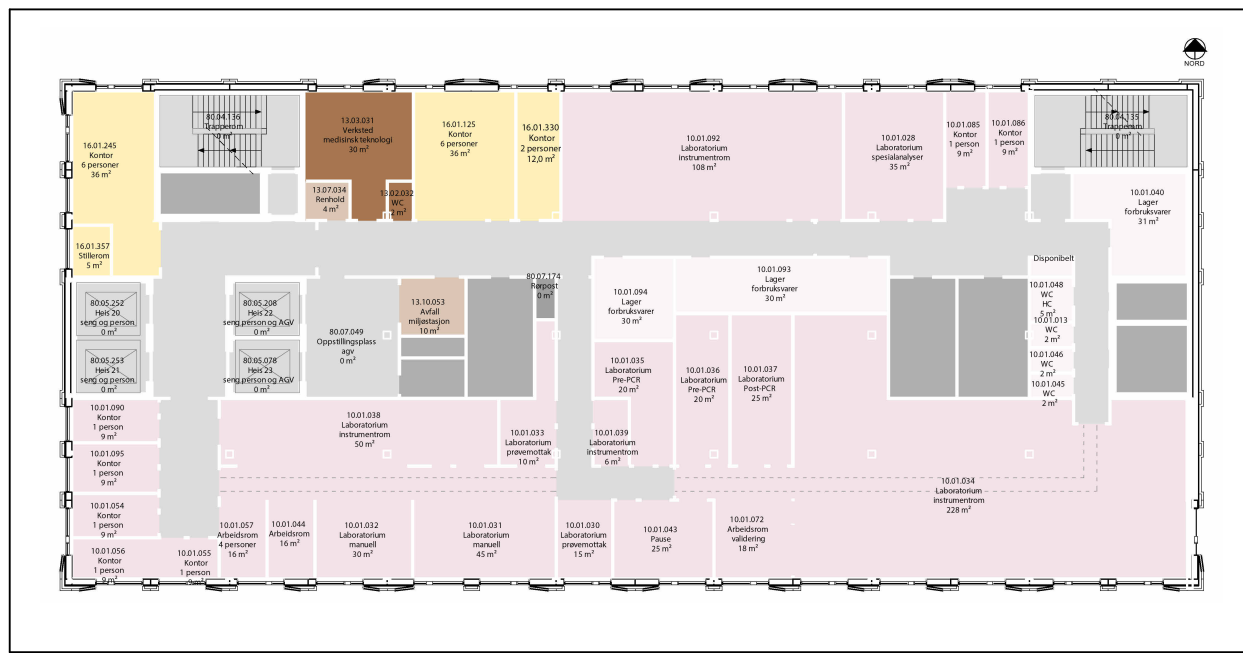 NORD
80.04.136
Trapperom
0 m²
13.03.031
Verksted
medisinsk teknologi
30 m²
16.01.125
Kontor
6 personer
36 m²
16.01.330
Kontor
2 personer
12,0 m²
10.01.092
Laboratorium
instrumentrom
108 m²
10.01.028
Laboratorium
spesialanalyser
35 m²
10.01.085
Kontor
1 person
9 m²
10.01.086
Kontor
1 person
9 m²
80.04.135
Trapperom
0 m²
16.01.245
Kontor
6 personer
36 m²
13.07.034
Renhold
4 m²
13.02.032
WC
2 m²
10.01.040
Lager
forbruksvarer
31 m²
16.01.357
Stillerom
5 m²
80.05.252
Heis 20
seng og person
0 m²
80.05.208
Heis 22
seng person og AGV
0 m²
80.05.253
Heis 21
seng og person
0 m²
80.05.078
Heis 23
seng person og AGV
0 m²
80.07.049
Oppstillingsplass
agv
0 m²
13.10.053
Avfall
miljøstasjon
10 m²
80.07.174
Rørpost
0 m²
10.01.094
Lager
forbruksvarer
30 m²
10.01.093
Lager
forbruksvarer
30 m²
Disponibelt
10.01.048
WC
HC
5 m²
10.01.013
WC
2 m²
10.01.046
WC
2 m²
10.01.045
WC
2 m²
10.01.035
Laboratorium
Pre-PCR
20 m²
10.01.036
Laboratorium
Pre-PCR
20 m²
10.01.037
Laboratorium
Post-PCR
25 m²
10.01.090
Kontor
1 person
9 m²
10.01.038
Laboratorium
instrumentrom
50 m²
10.01.033
Laboratorium
prøvemottak
10 m²
10.01.039
Laboratorium
instrumentrom
6 m²
10.01.095
Kontor
1 person
9 m²
10.01.034
Laboratorium
instrumentrom
228 m²
10.01.054
Kontor
1 person
9 m²
10.01.056
Kontor
1 person
9 m²
10.01.055
Kontor
1 person
9 m²
10.01.057
Arbeidsrom
4 personer
16 m²
10.01.044
Arbeidsrom
16 m²
10.01.032
Laboratorium
manuell
30 m²
10.01.031
Laboratorium
manuell
45 m²
10.01.030
Laboratorium
prøvemottak
15 m²
10.01.043
Pause
25 m²
10.01.072
Arbeidsrom
validering
18 m²